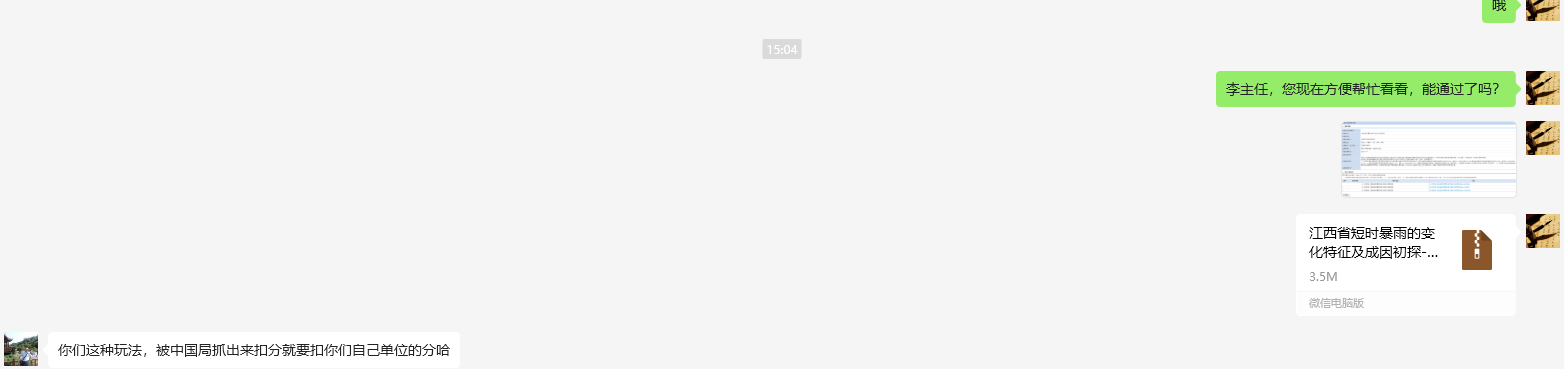 哦
15:04
李主任，您现在方便帮忙看看，能通过了吗？
江西省短时暴雨的变
化特征及成因初探-...
3.5M
微信电脑版
你们这种玩法，被中国局抓出来扣分就要扣你们自己单位的分哈